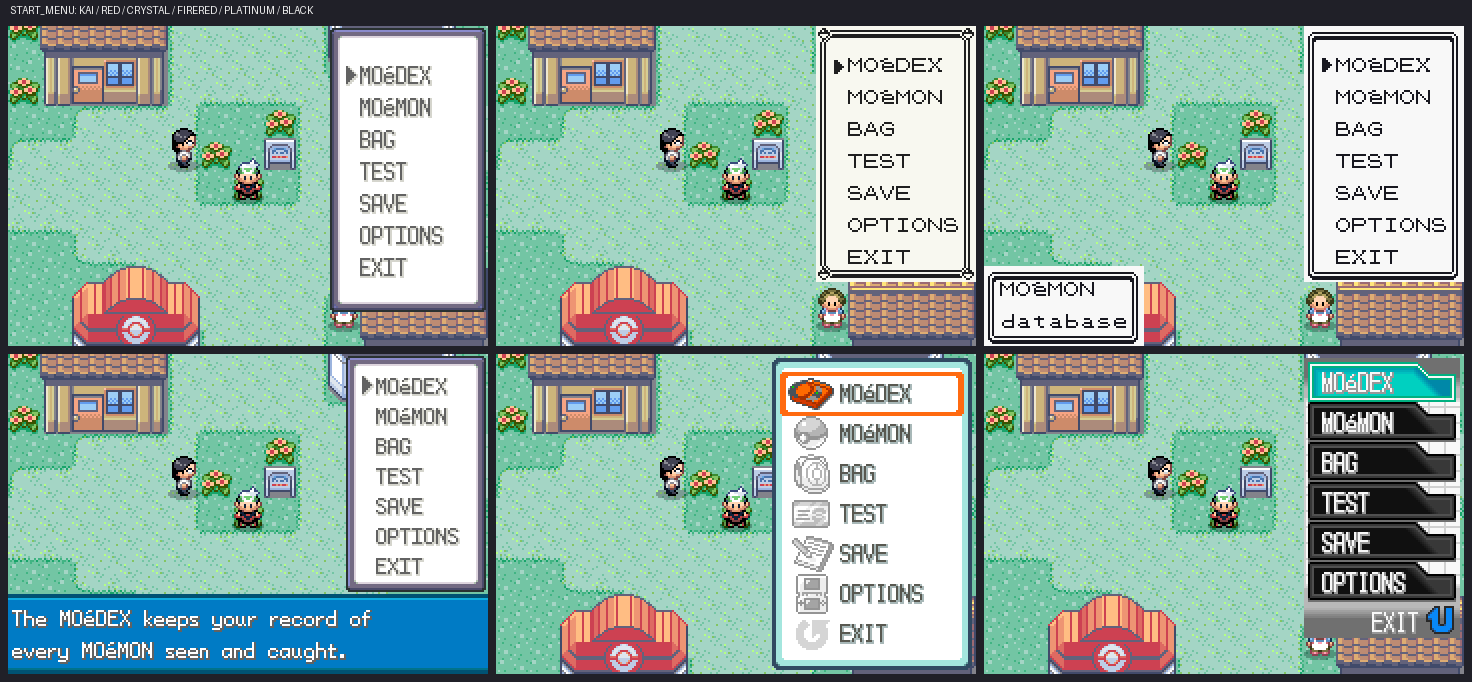 START_MENU: KAI / RED / CRYSTAL / FIRERED / PLATINUM / BLACK
MOéDEX
MOéMON
BAG
TEST
SAVE
OPTIONS
EXIT
MOéDEX
MOéMON
BAG
TEST
SAVE
OPTIONS
EXIT
MOéDEX
MOéMON
BAG
TEST
SAVE
OPTIONS
EXIT
MOéMON
database
MOéDEX
MOéMON
BAG
TEST
SAVE
OPTIONS
EXIT
The MOéDEX keeps your record of
every MOéMON seen and caught.
MOéDEX
MOéMON
BAG
TEST
SAVE
OPTIONS
EXIT
MOéDEX
MOéMON
BAG
TEST
SAVE
OPTIONS
EXIT